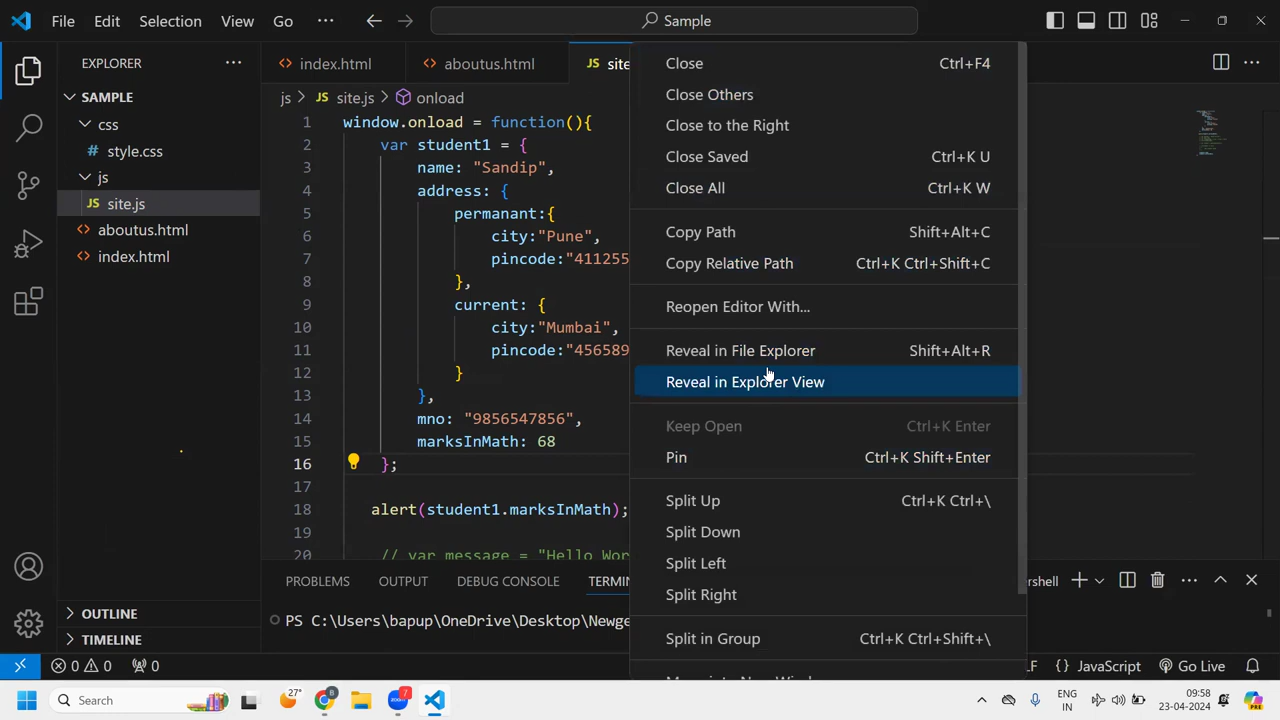 File Edit Selection View Go ··· Sample
EXPLORER ···
SAMPLE
css
# style.css
js
JS site.js
<> aboutus.html
<> index.html
OUTLINE
TIMELINE
<> index.html <> aboutus.html JS site
js > JS site.js > onload
1 window.onload = function(){
2 var student1 = {
3 name: "Sandip",
4 address: {
5 permanant:{
6 city:"Pune",
7 pincode:"411255
8 },
9 current: {
10 city:"Mumbai",
11 pincode:"456589
12 }
13 },
14 mno: "9856547856",
15 marksInMath: 68
16 };
17
18 alert(student1.marksInMath);
19
20 // var message = "Hello Wor
Close Ctrl+F4
Close Others
Close to the Right
Close Saved Ctrl+K U
Close All Ctrl+K W
Copy Path Shift+Alt+C
Copy Relative Path Ctrl+K Ctrl+Shift+C
Reopen Editor With...
Reveal in File Explorer Shift+Alt+R
Reveal in Explorer View
Keep Open Ctrl+K Enter
Pin Ctrl+K Shift+Enter
Split Up Ctrl+K Ctrl+\
Split Down
Split Left
Split Right
Split in Group Ctrl+K Ctrl+Shift+\
PROBLEMS OUTPUT DEBUG CONSOLE TERMIN ershell
PS C:\Users\bapup\OneDrive\Desktop\Newge
0 0 0 LF {} JavaScript Go Live
Search 27° B 7 ENG IN 09:58 23-04-2024 PRE